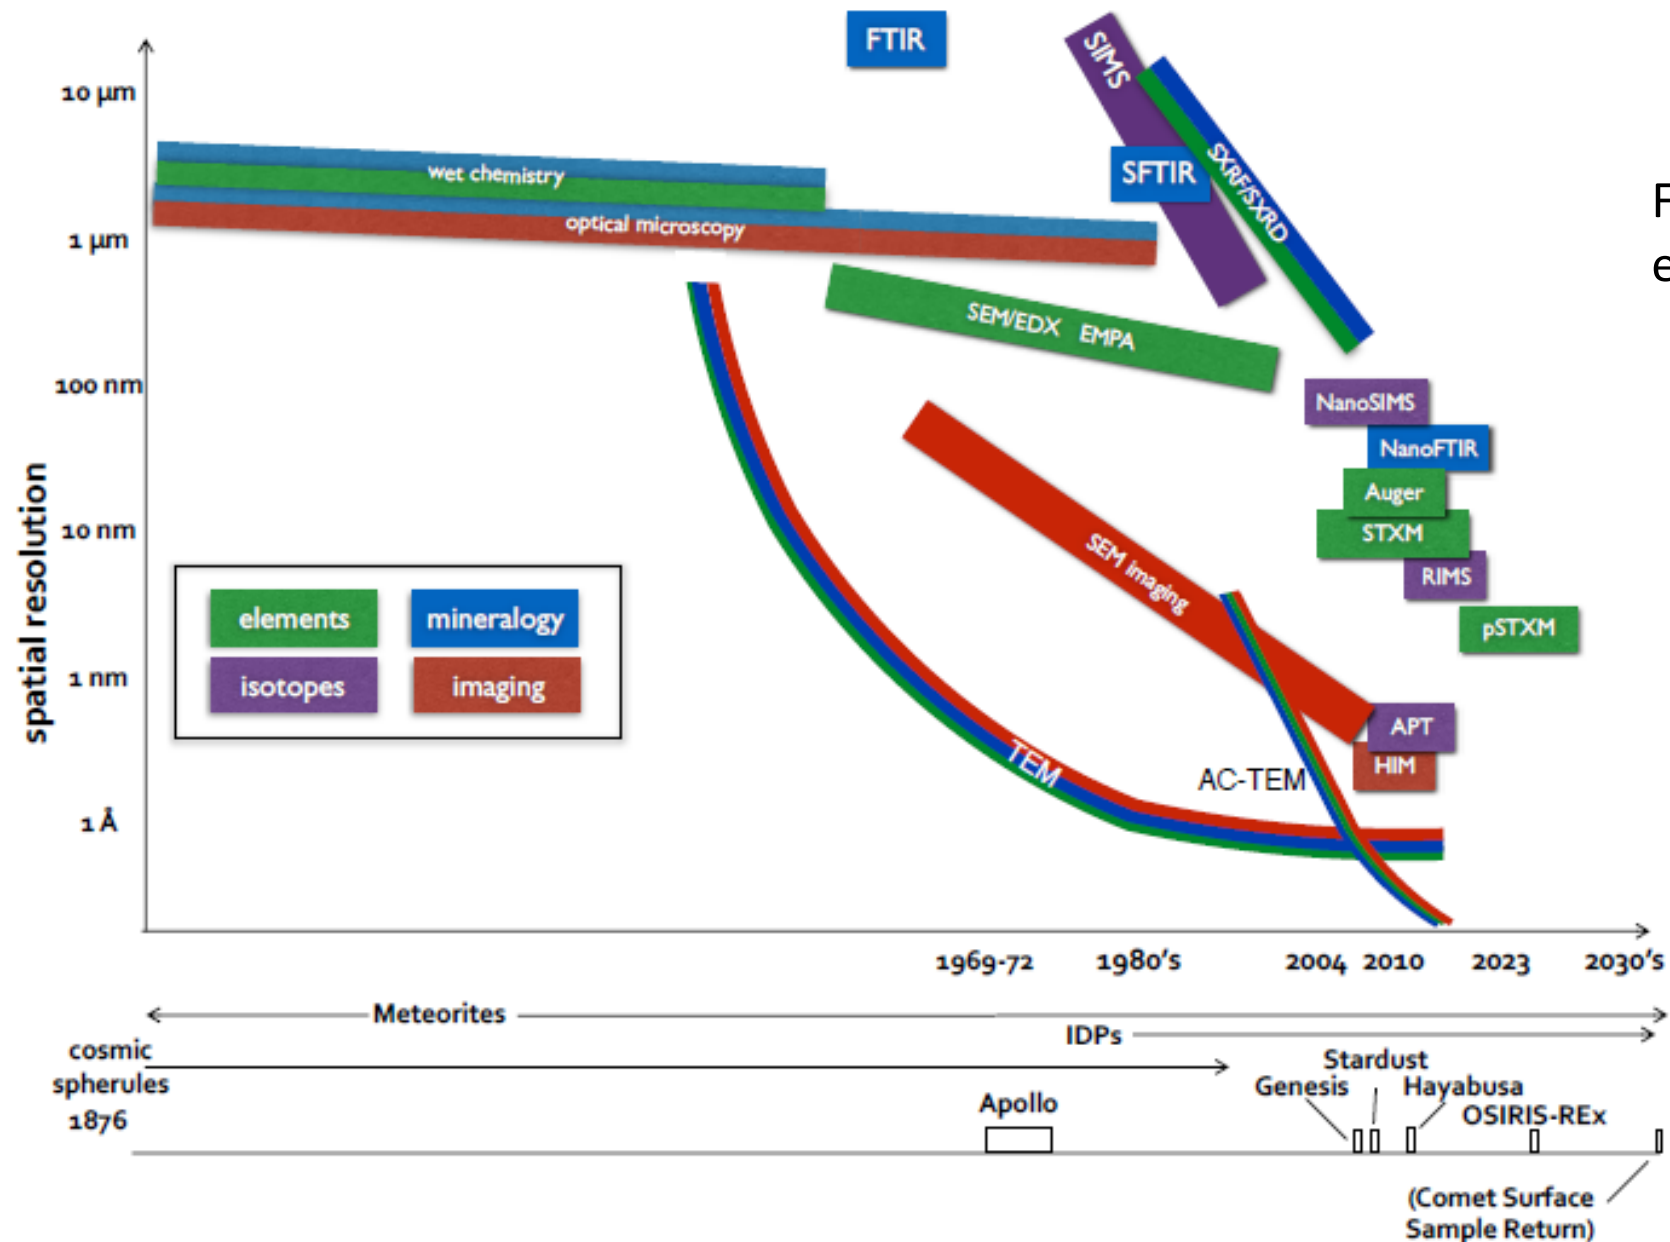 FTIR
SIMS
10 µm
SXRF/SXRD
wet chemistry
SFTIR
optical microscopy
1 µm
SEM/EDX EMPA
100 nm
NanoSIMS
NanoFTIR
Auger
STXM
10 nm
SEM imaging
RIMS
spatial resolution
elements
mineralogy
pSTXM
1 nm
isotopes
imaging
APT
TEM
HIM
AC-TEM
1 Å
1969-72 1980's 2004 2010 2023 2030's
Meteorites
IDPs
cosmic
spherules
1876
Stardust
Genesis
Hayabusa
Apollo
OSIRIS-REx
(Comet Surface
Sample Return)